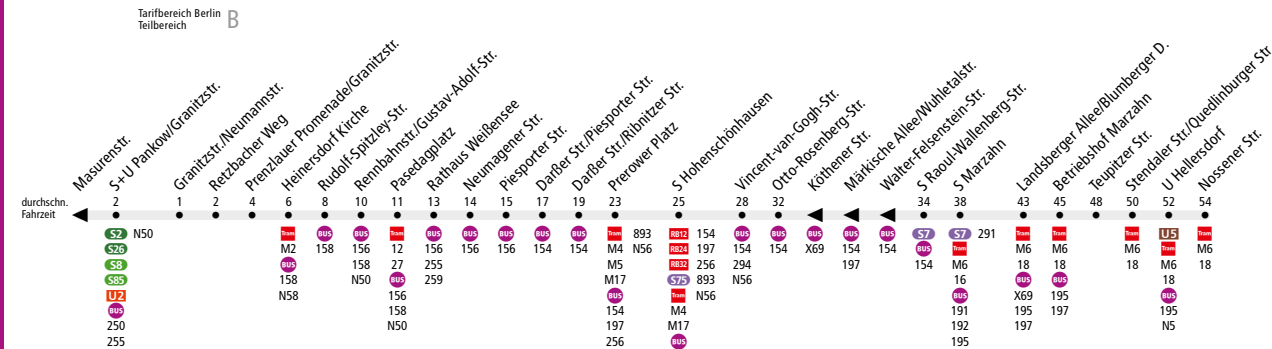 Tarifbereich Berlin
Teilbereich B
Masurenstr.
S+U Pankow/Granitzstr.
Granitzstr./Neumannstr.
Retzbacher Weg
Prenzlauer Promenade/Granitzstr.
Heinersdorf Kirche
Rudolf-Spitzley-Str.
Rennbahnstr./Gustav-Adolf-Str.
Pasedagplatz
Rathaus Weißensee
Neumagener Str.
Piesporter Str.
Darßer Str./Piesporter Str.
Darßer Str./Ribnitzer Str.
Prerower Platz
S Hohenschönhausen
Vincent-van-Gogh-Str.
Otto-Rosenberg-Str.
Köthener Str.
Märkische Allee/Wuhletalstr.
Walter-Felsenstein-Str.
S Raoul-Wallenberg-Str.
S Marzahn
Landsberger Allee/Blumberger D.
Betriebshof Marzahn
Teupitzer Str.
Stendaler Str./Quedlinburger Str
U Hellersdorf
Nossener Str.
durchschn. 2 1 2 4 6 8 10 11 13 14 15 17 19 23 25 28 32 34 38 43 45 48 50 52 54
Fahrzeit
S2 N50 Tram BUS BUS Tram BUS BUS BUS BUS BUS Tram 893 RB12 154 BUS BUS BUS BUS BUS S7 S7 291 Tram Tram Tram U5 Tram
S26 M2 158 156 12 156 156 156 154 154 M4 N56 RB24 197 154 154 X69 154 154 BUS Tram M6 M6 M6 Tram M6
S8 BUS 158 27 255 M5 RB32 256 294 197 154 M6 18 18 18 M6 18
S85 158 N50 BUS 259 M17 S75 893 N56 16 BUS BUS 18
U2 N58 156 BUS Tram N56 BUS X69 195 BUS
BUS 158 154 M4 191 195 197 195
250 N50 197 M17 192 197 N5
255 256 BUS 195